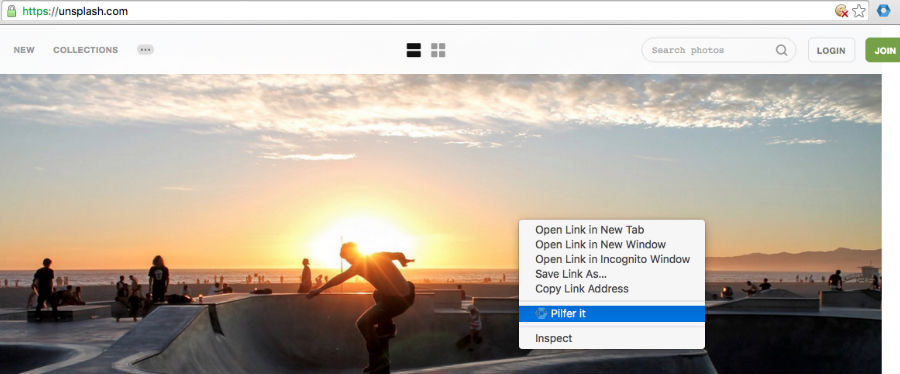 https://unsplash.com
NEW COLLECTIONS Search photos LOGIN JOIN
Open Link in New Tab
Open Link in New Window
Open Link in Incognito Window
Save Link As...
Copy Link Address
Pilfer it
Inspect